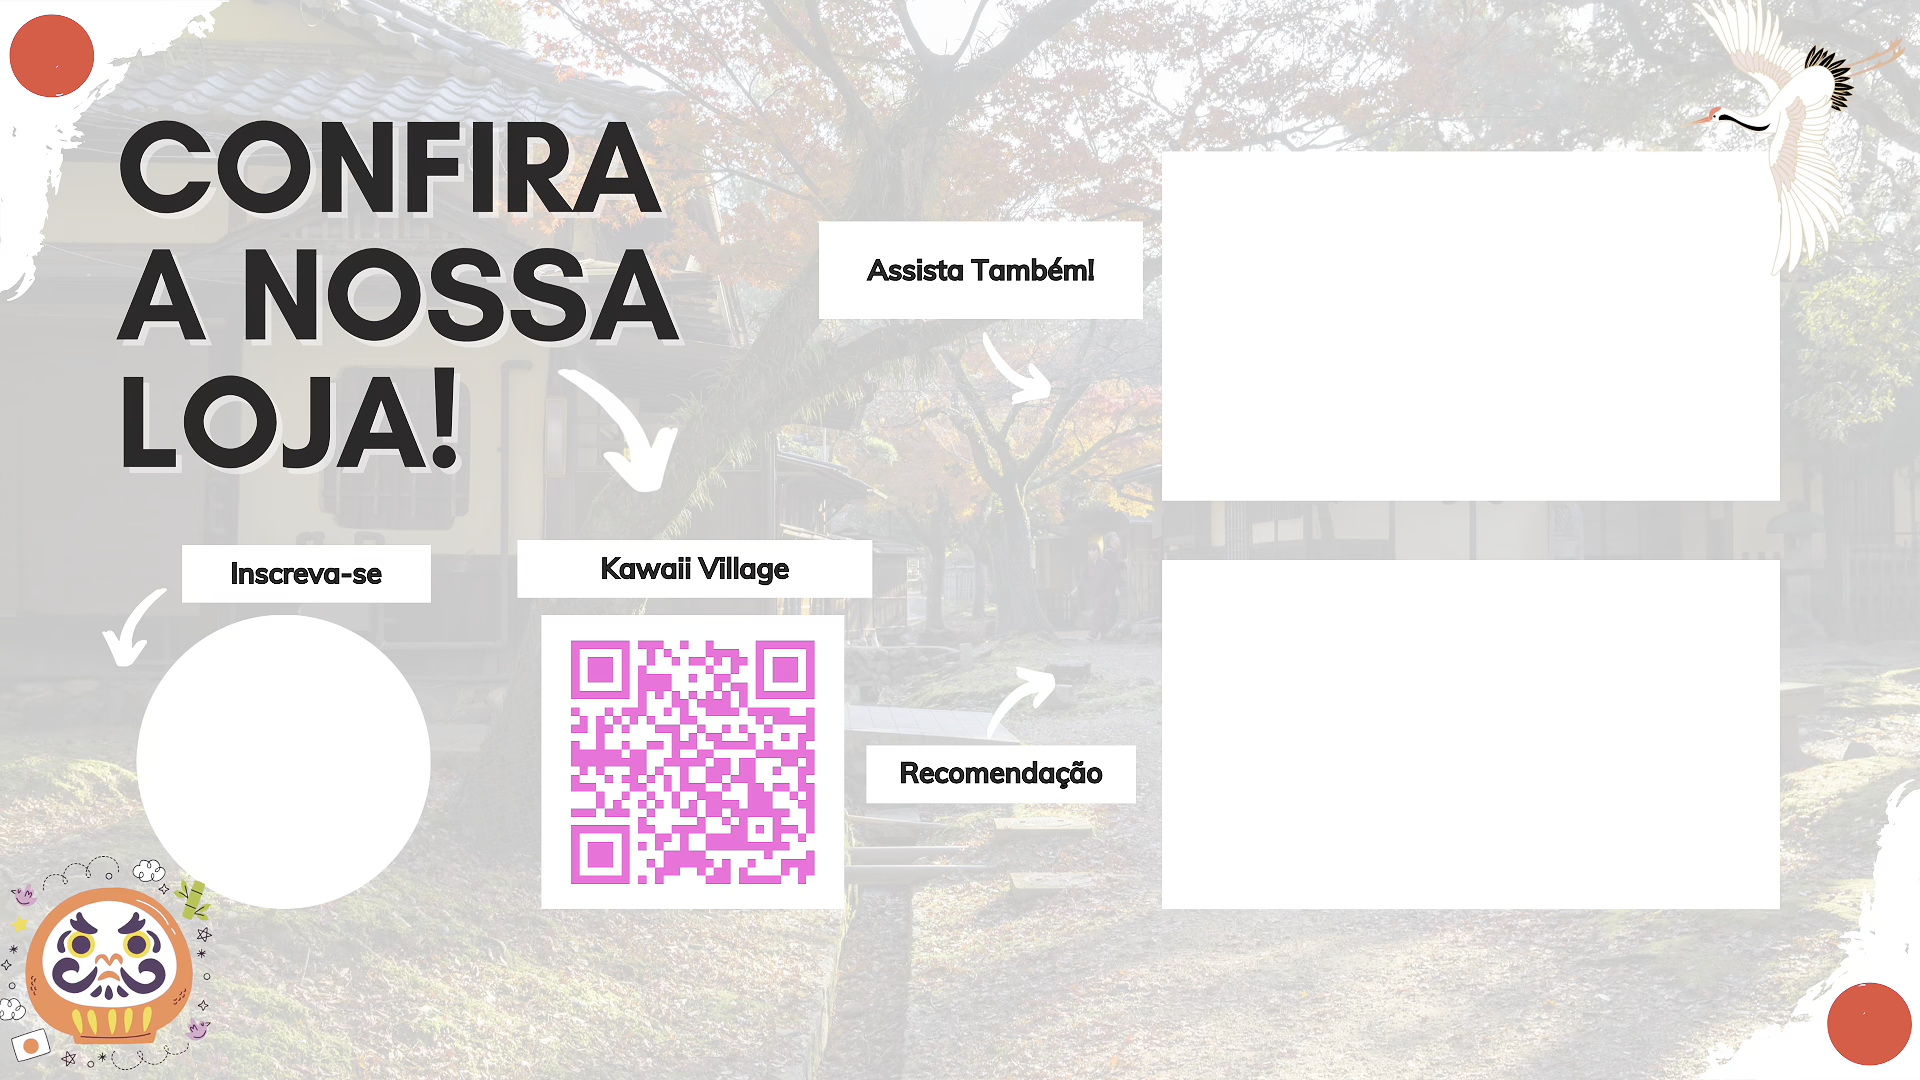 CONFIRA
A NOSSA
LOJA!
Assista Também!
Inscreva-se
Kawaii Village
Recomendação